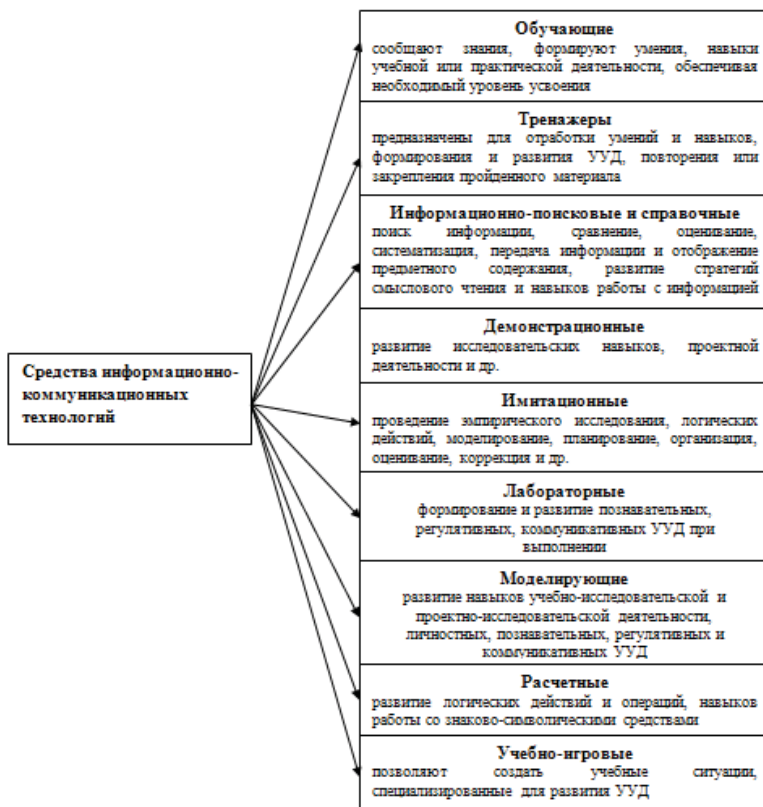 Обучающие
сообщают знания, формируют умения, навыки
учебной или практической деятельности, обеспечивая
необходимый уровень усвоения
Тренажеры
предназначены для отработки умений и навыков,
формирования и развития УУД, повторения или
закрепления пройденного материала
Информационно-поисковые и справочные
поиск информации, сравнение, оценивание,
систематизация, передача информации и отображение
предметного содержания, развитие стратегий
смыслового чтения и навыков работы с информацией
Демонстрационные
развитие исследовательских навыков, проектной
деятельности и др.
Средства информационно-
коммуникационных
технологий
Имитационные
проведение эмпирического исследования, логических
действий, моделирование, планирование, организация,
оценивание, коррекция и др.
Лабораторные
формирование и развитие познавательных,
регулятивных, коммуникативных УУД при
выполнении
Моделирующие
развитие навыков учебно-исследовательской и
проектно-исследовательской деятельности,
личностных, познавательных, регулятивных и
коммуникативных УУД
Расчетные
развитие логических действий и операций, навыков
работы со знаково-символическими средствами
Учебно-игровые
позволяют создать учебные ситуации,
специализированные для развития УУД